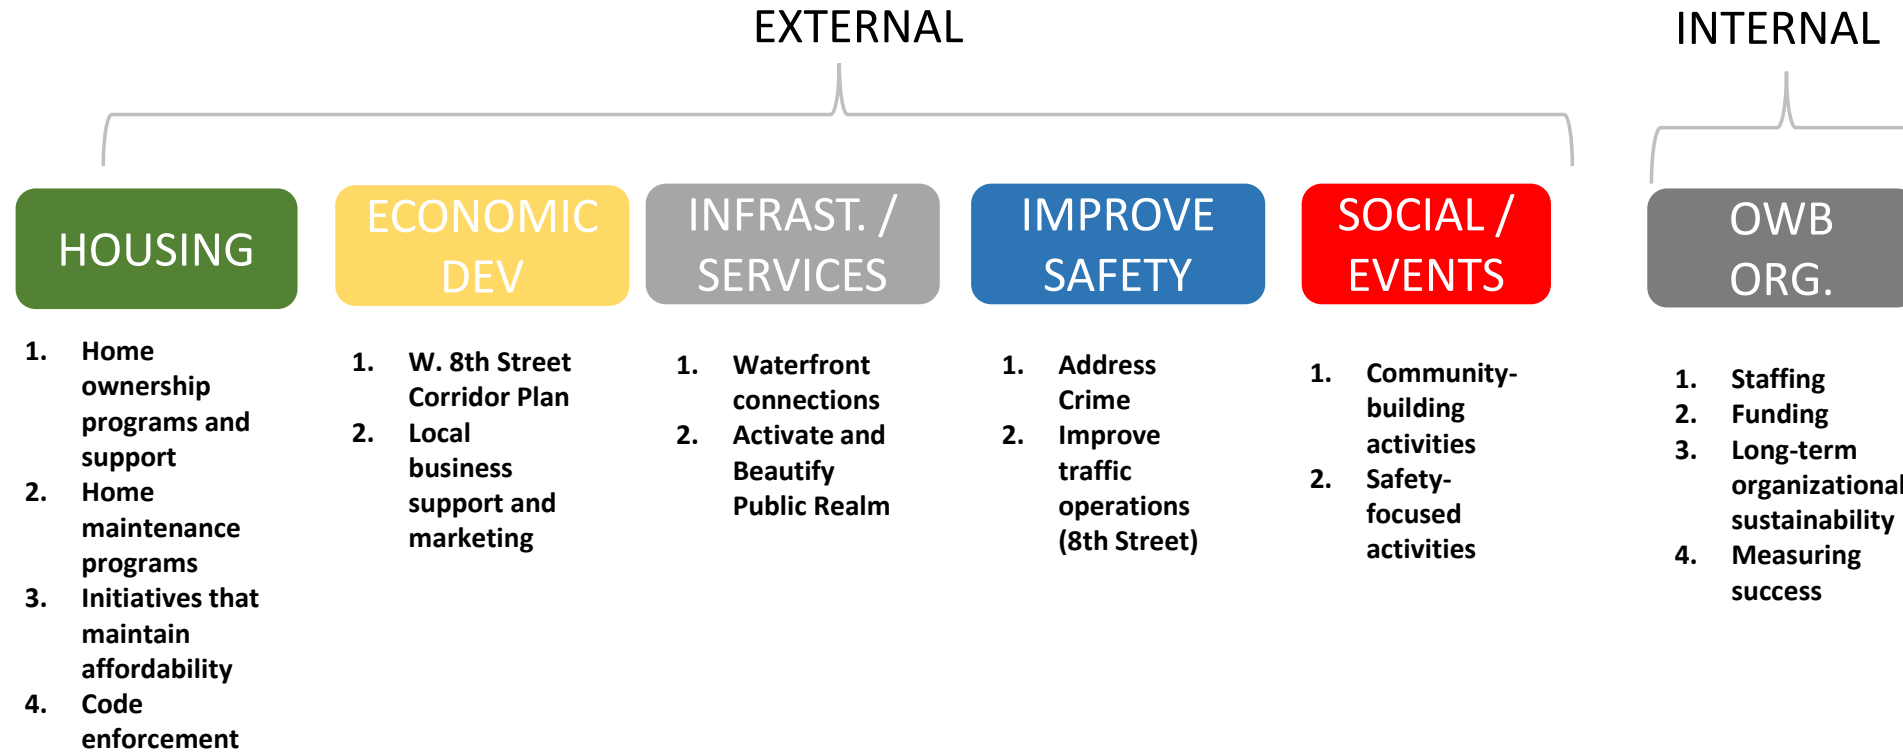 EXTERNAL
INTERNAL
HOUSING
1. Home
ownership
programs and
support
2. Home
maintenance
programs
3. Initiatives that
maintain
affordability
4. Code
enforcement
ECONOMIC
DEV
1. W. 8th Street
Corridor Plan
2. Local
business
support and
marketing
INFRAST. /
SERVICES
1. Waterfront
connections
2. Activate and
Beautify
Public Realm
IMPROVE
SAFETY
1. Address
Crime
2. Improve
traffic
operations
(8th Street)
SOCIAL /
EVENTS
1. Community-
building
activities
2. Safety-
focused
activities
OWB
ORG.
1. Staffing
2. Funding
3. Long-term
organizational
sustainability
4. Measuring
success